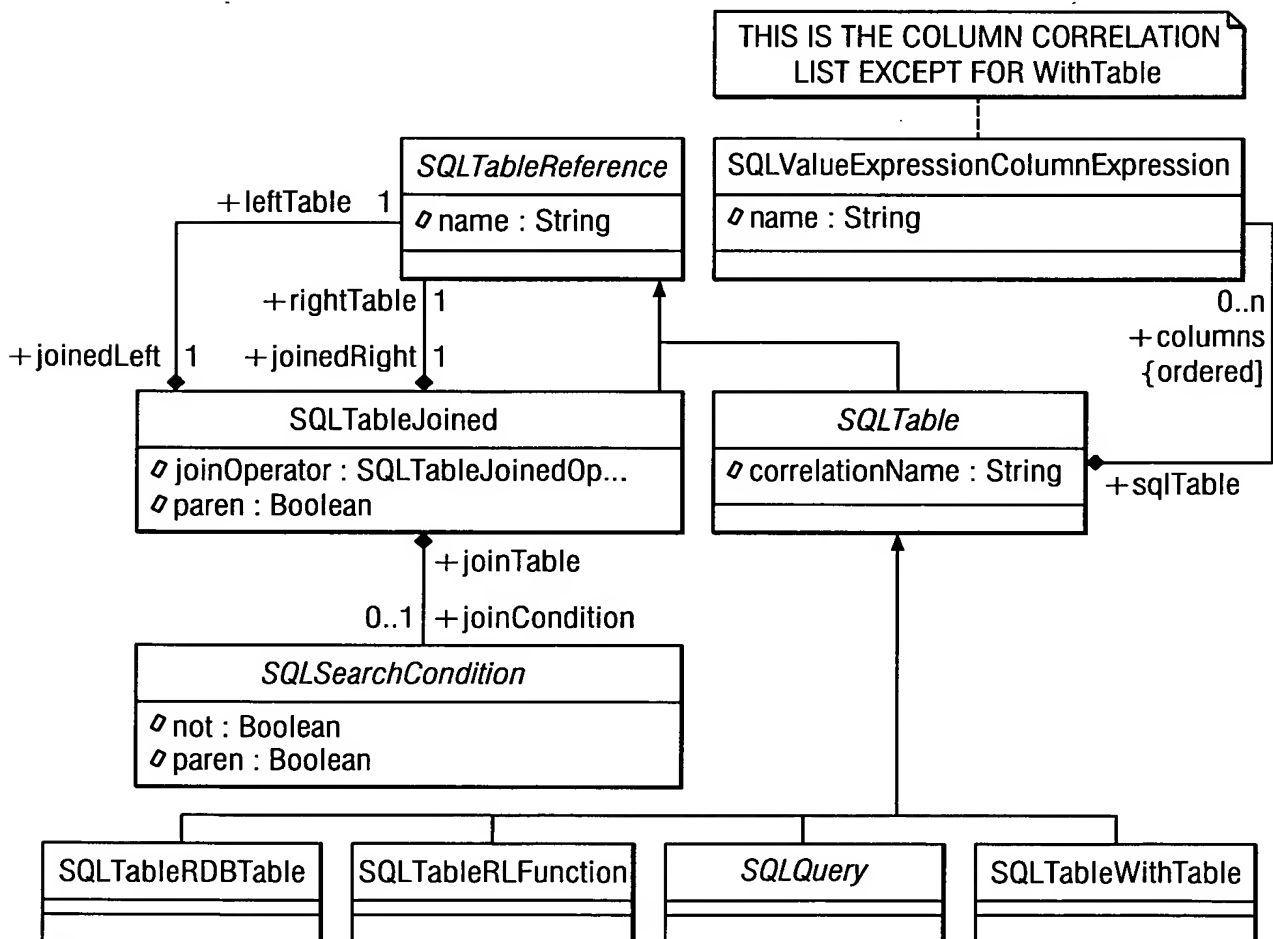 THIS IS THE COLUMN CORRELATION
LIST EXCEPT FOR WithTable
SQLTableReference
name : String
SQLValueExpressionColumnExpression
name : String
+leftTable 1
+rightTable 1
+joinedLeft 1
+joinedRight 1
0..n
+columns
{ordered]
SQLTableJoined
joinOperator : SQLTableJoinedOp...
paren : Boolean
SQLTable
correlationName : String
+sqlTable
+joinTable
0..1 +joinCondition
SQLSearchCondition
not : Boolean
paren : Boolean
SQLTableRDBTable
SQLTableRLFunction
SQLQuery
SQLTableWithTable